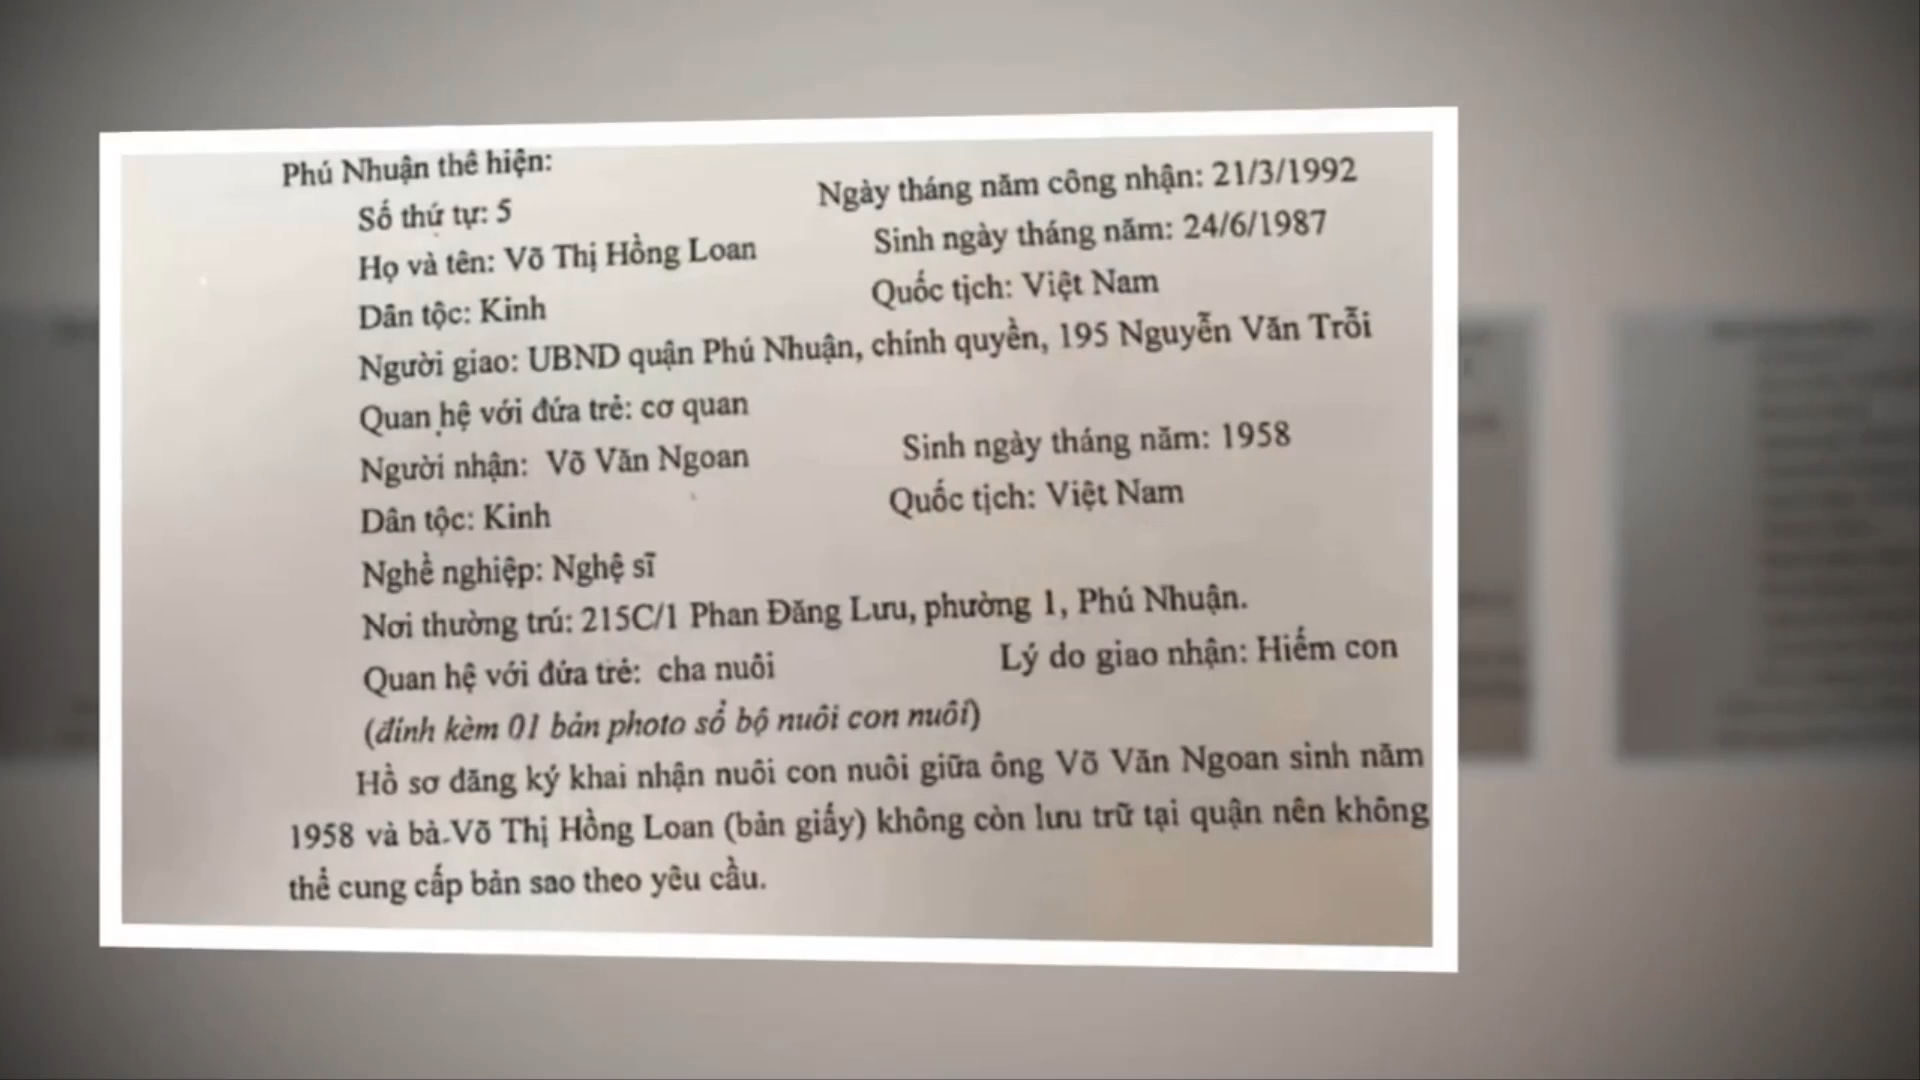 Phú Nhuận thể hiện:
Số thứ tự: 5 Ngày tháng năm công nhận: 21/3/1992
Họ và tên: Võ Thị Hồng Loan Sinh ngày tháng năm: 24/6/1987
Dân tộc: Kinh Quốc tịch: Việt Nam
Người giao: UBND quận Phú Nhuận, chính quyền, 195 Nguyễn Văn Trỗi
Quan hệ với đứa trẻ: cơ quan
Người nhận: Võ Văn Ngoan Sinh ngày tháng năm: 1958
Dân tộc: Kinh Quốc tịch: Việt Nam
Nghề nghiệp: Nghệ sĩ
Nơi thường trú: 215C/1 Phan Đăng Lưu, phường 1, Phú Nhuận.
Quan hệ với đứa trẻ: cha nuôi Lý do giao nhận: Hiếm con
(đính kèm 01 bản photo sổ bộ nuôi con nuôi)
Hồ sơ đăng ký khai nhận nuôi con nuôi giữa ông Võ Văn Ngoan sinh năm
1958 và bà Võ Thị Hồng Loan (bản giấy) không còn lưu trữ tại quận nên không
thể cung cấp bản sao theo yêu cầu.